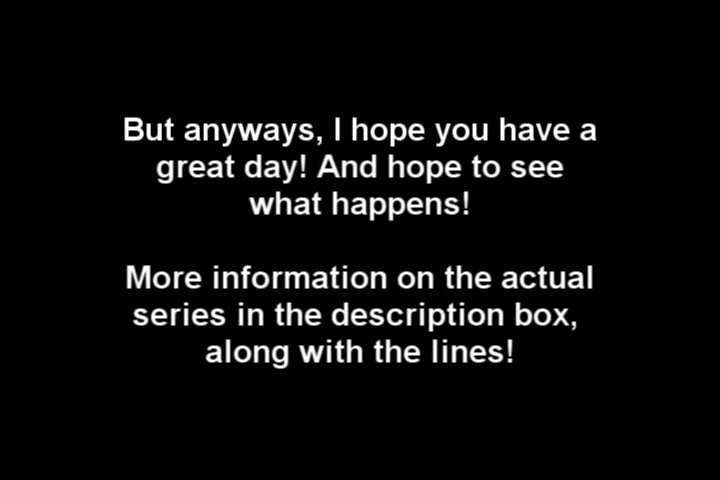 But anyways, I hope you have a
great day! And hope to see
what happens!
More information on the actual
series in the description box,
along with the lines!